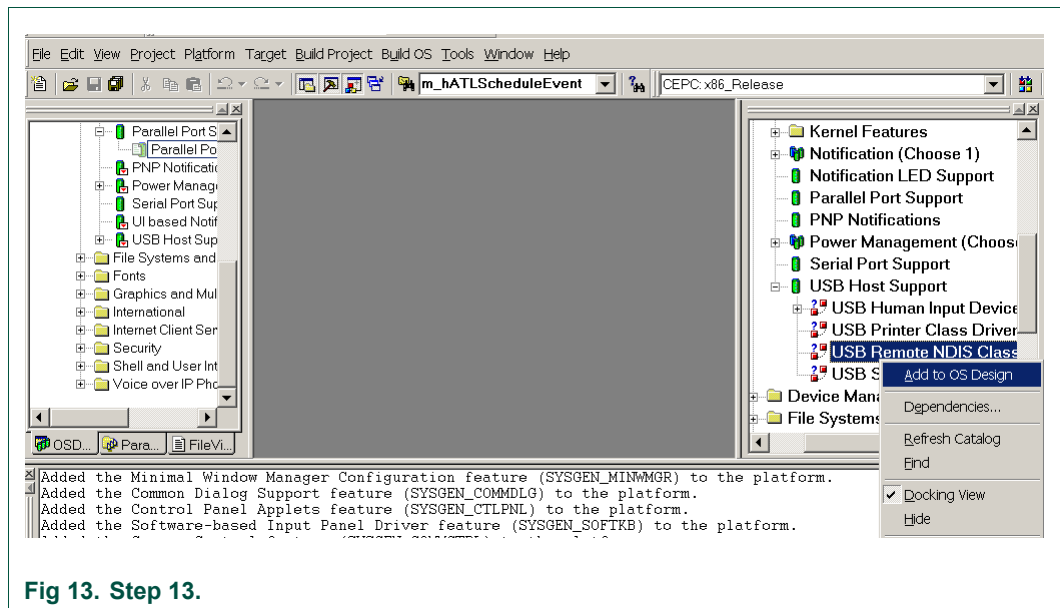 File Edit View Project Platform Target Build Project Build OS Tools Window Help
m_hATLScheduleEvent CEPC: x86_Release
Parallel Port S
Parallel Po
PNP Notificatio
Power Manage
Serial Port Sup
UI based Notif
USB Host Sup
File Systems and
Fonts
Graphics and Mul
International
Internet Client Ser
Security
Shell and User Int
Voice over IP Pho
OSD... Para... FileVi...
Kernel Features
Notification (Choose 1)
Notification LED Support
Parallel Port Support
PNP Notifications
Power Management (Choose
Serial Port Support
USB Host Support
USB Human Input Device
USB Printer Class Driver
USB Remote NDIS Class
USB S
Device Mana
File Systems
Add to OS Design
Dependencies...
Refresh Catalog
Find
Docking View
Hide
Added the Minimal Window Manager Configuration feature (SYSGEN_MINWMGR) to the platform.
Added the Common Dialog Support feature (SYSGEN_COMMDLG) to the platform.
Added the Control Panel Applets feature (SYSGEN_CTLPNL) to the platform.
Added the Software-based Input Panel Driver feature (SYSGEN_SOFTKB) to the platform.
Fig 13. Step 13.